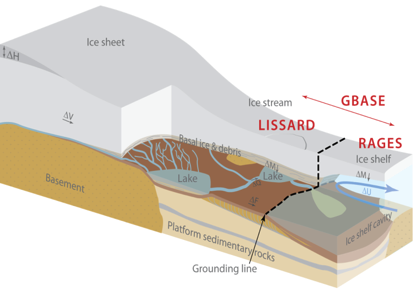 Ice sheet
ΔH
GBASE
Ice stream
ΔV
LISSARD
RAGES
Basal ice & debris
Ice shelf
ΔM
Lake
ΔM
Lake
ΔU
Basement
Ice shelf cavity
Platform sedimentary rocks
Grounding line